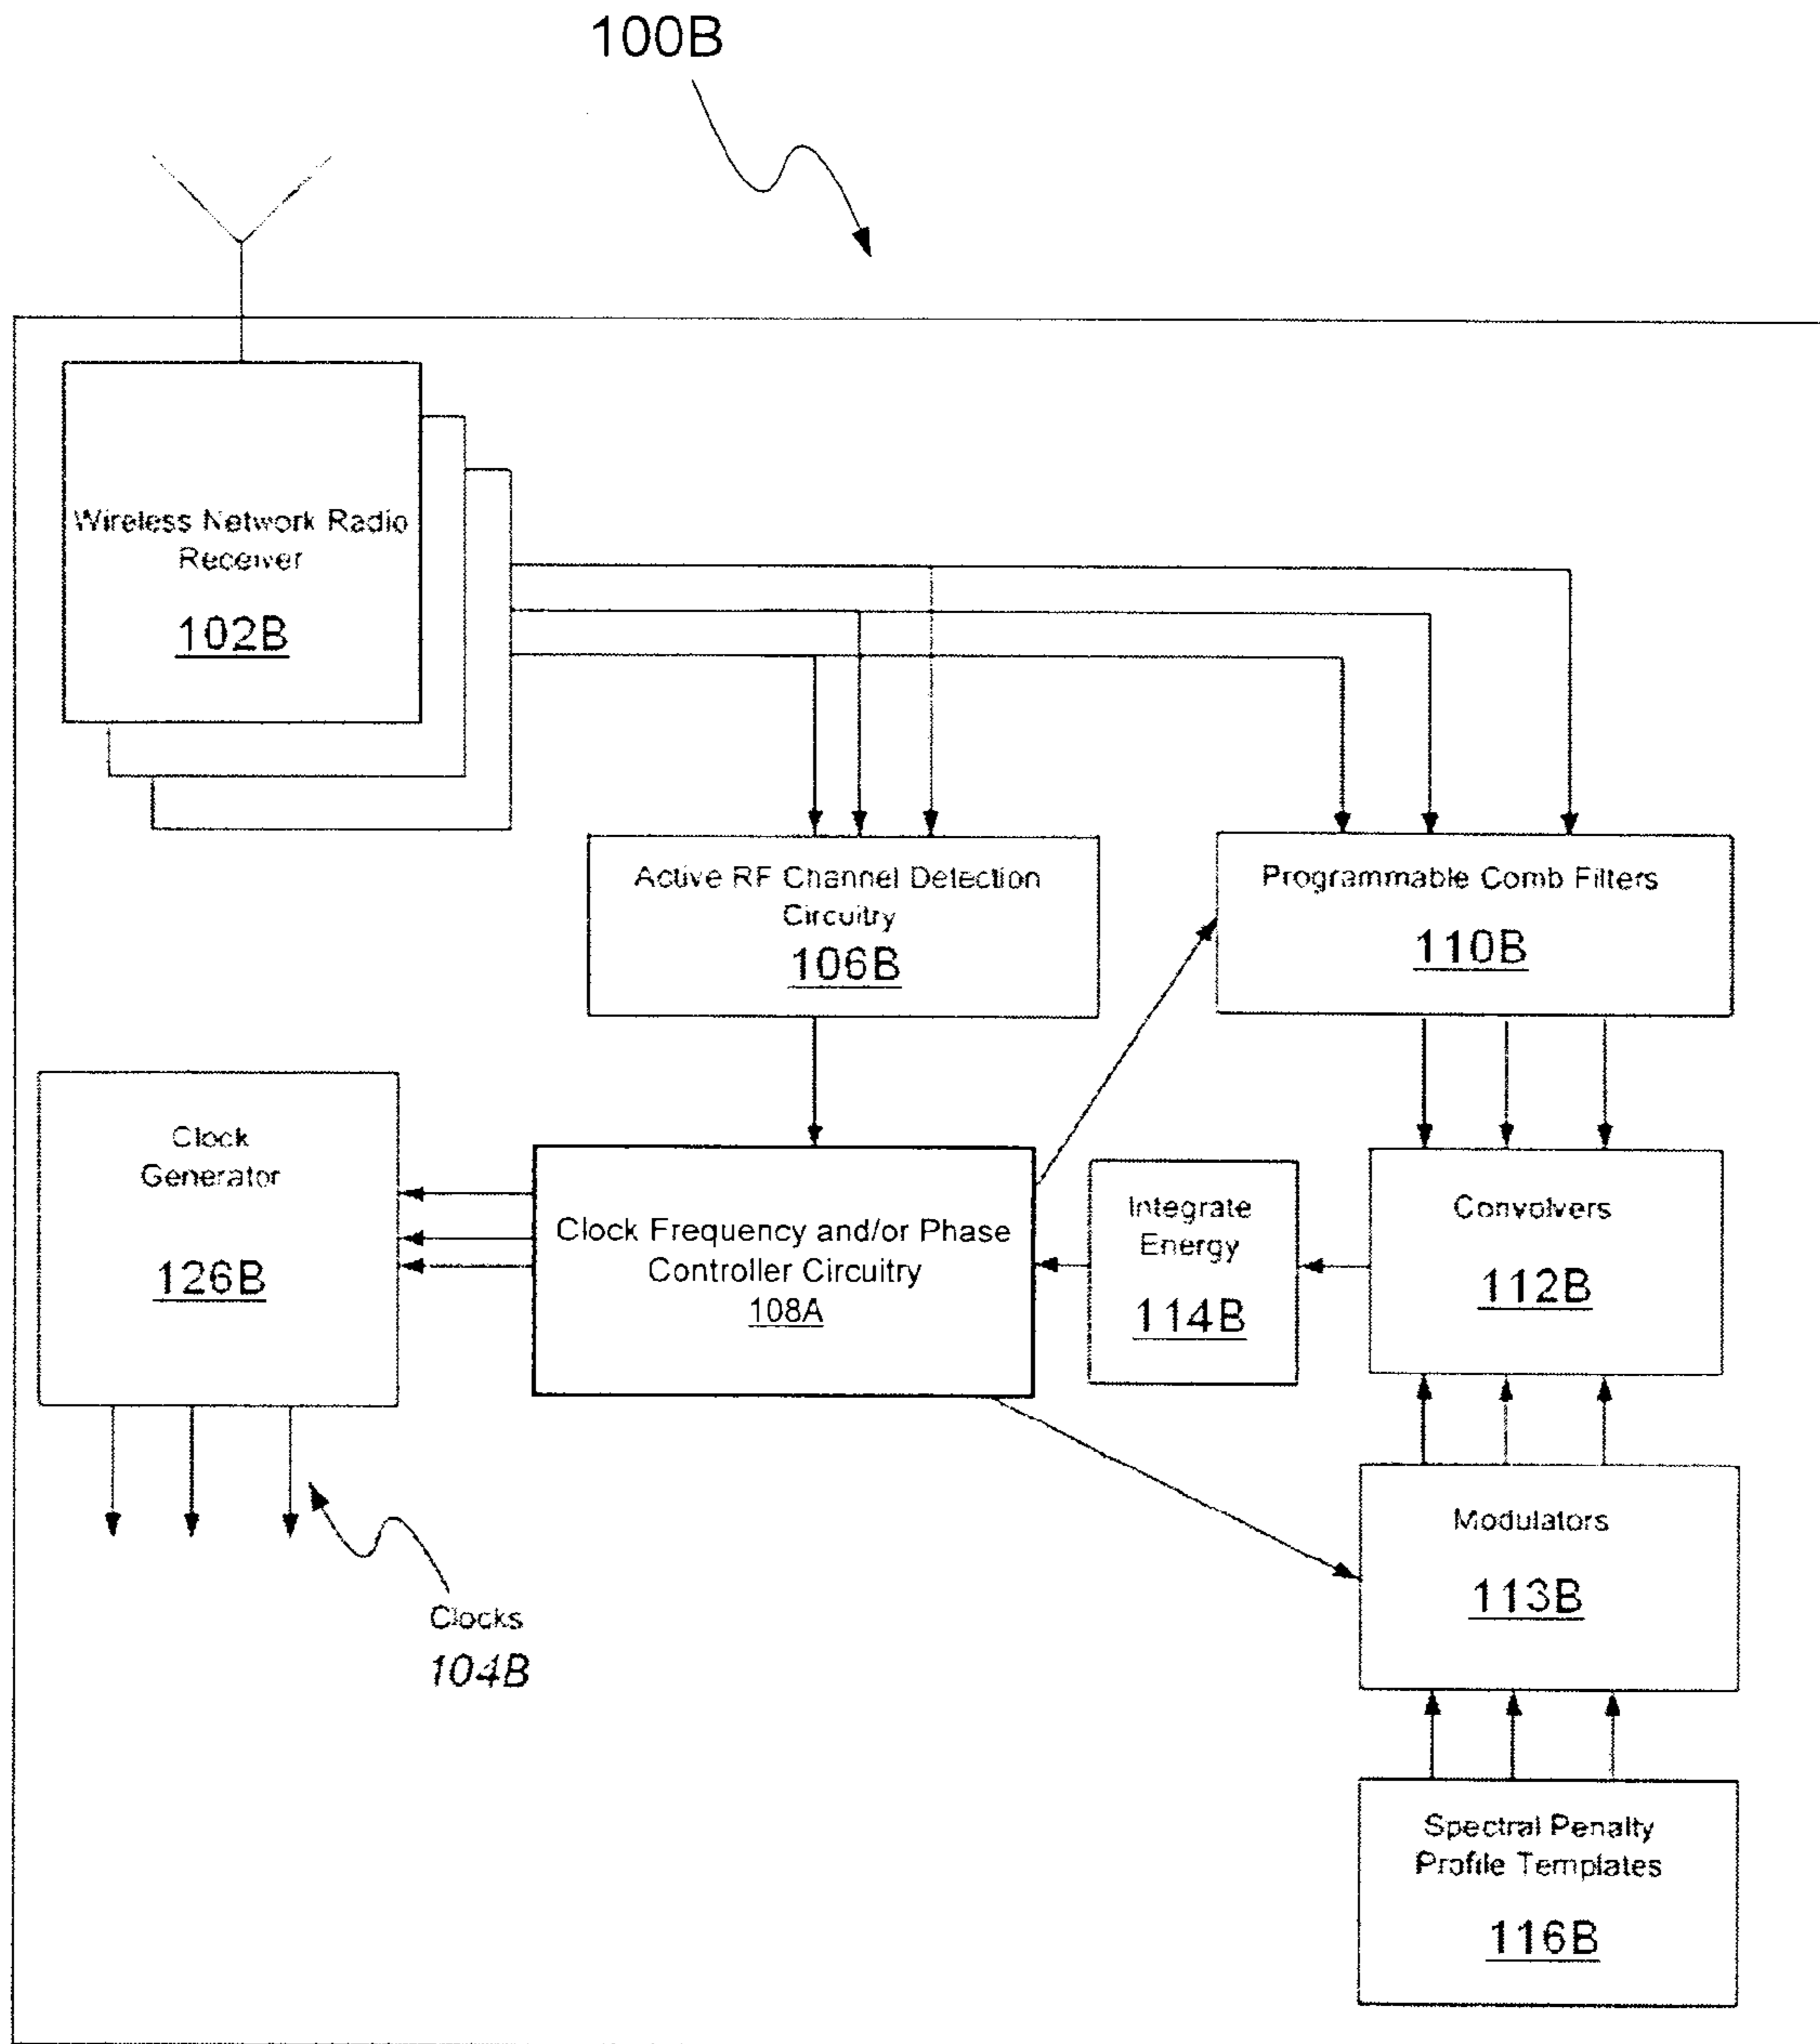 100B
Wireless Network Radio
Receiver
102B
Active RF Channel Detection
Circuitry
106B
Programmable Comb Filters
110B
Clock
Generator
126B
Clock Frequency and/or Phase
Controller Circuitry
108A
Integrate
Energy
114B
Convolvers
112B
Clocks
104B
Modulators
113B
Spectral Penalty
Profile Templates
116B